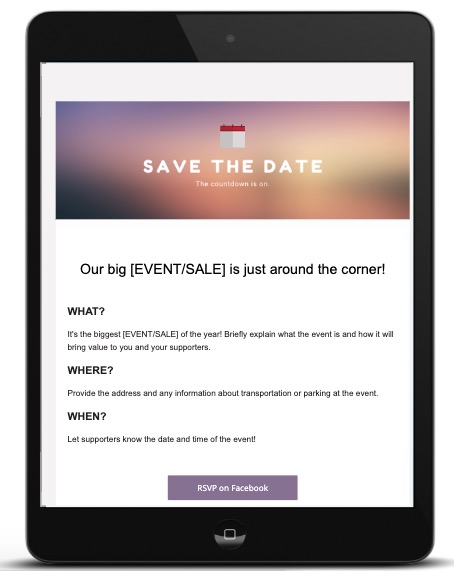 SAVE THE DATE
The countdown is on.
Our big [EVENT/SALE] is just around the corner!
WHAT?
It's the biggest [EVENT/SALE] of the year! Briefly explain what the event is and how it will
bring value to you and your supporters.
WHERE?
Provide the address and any information about transportation or parking at the event.
WHEN?
Let supporters know the date and time of the event!
RSVP on Facebook